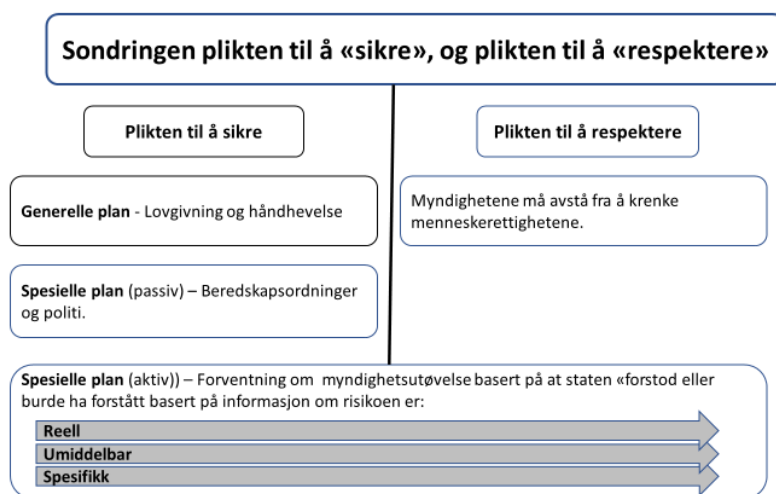 Sondringen plikten til å «sikre», og plikten til å «respektere»
Plikten til å sikre
Plikten til å respektere
Generelle plan - Lovgivning og håndhevelse
Myndighetene må avstå fra å krenke
menneskerettighetene.
Spesielle plan (passiv) – Beredskapsordninger
og politi.
Spesielle plan (aktiv)) – Forventning om myndighetsutøvelse basert på at staten «forstod eller
burde ha forstått basert på informasjon om risikoen er:
Reell
Umiddelbar
Spesifikk